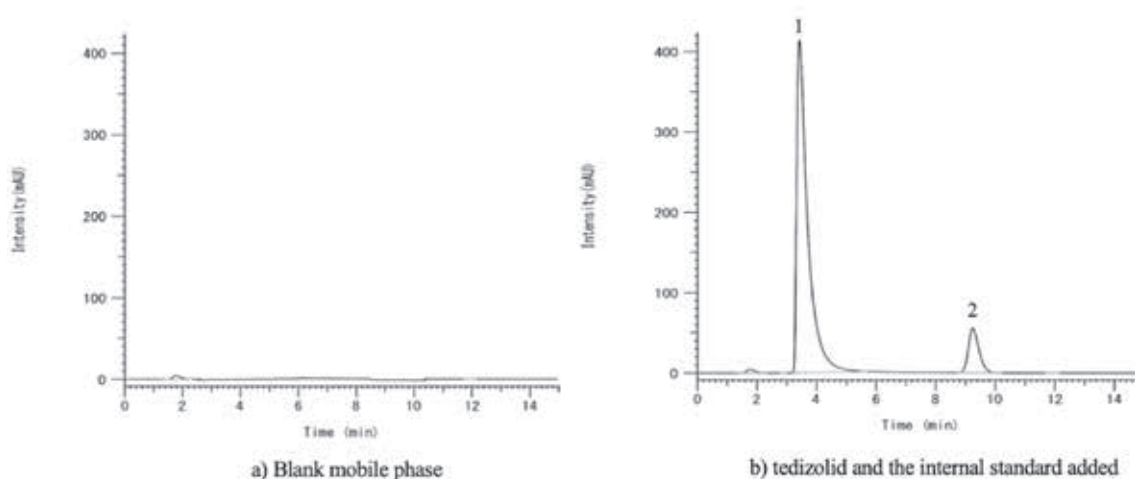 400
300
200
100
0
Intensity(mAU)
0 2 4 6 8 10 12 14
Time (min)
a) Blank mobile phase
1
400
300
200
100
0
2
Intensity(mAU)
0 2 4 6 8 10 12 14
Time (min)
b) tedizolid and the internal standard added